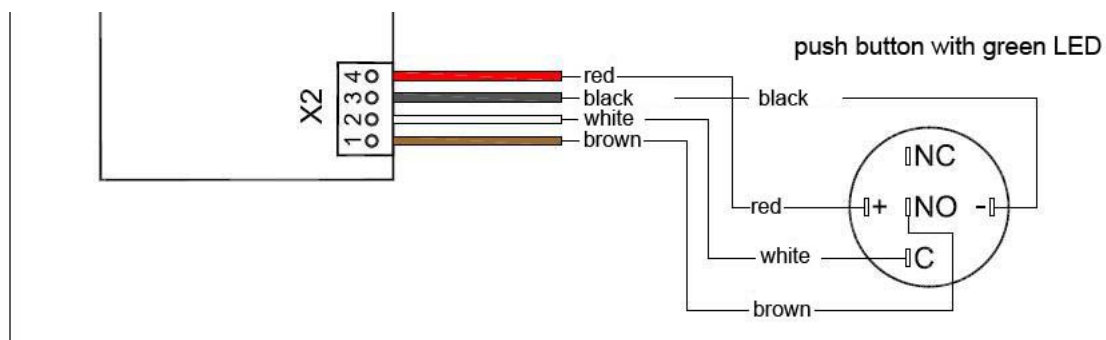 push button with green LED
X2
4
3
2
1
red
black
white
brown
black
NC
red
+ NO -
white
C
brown